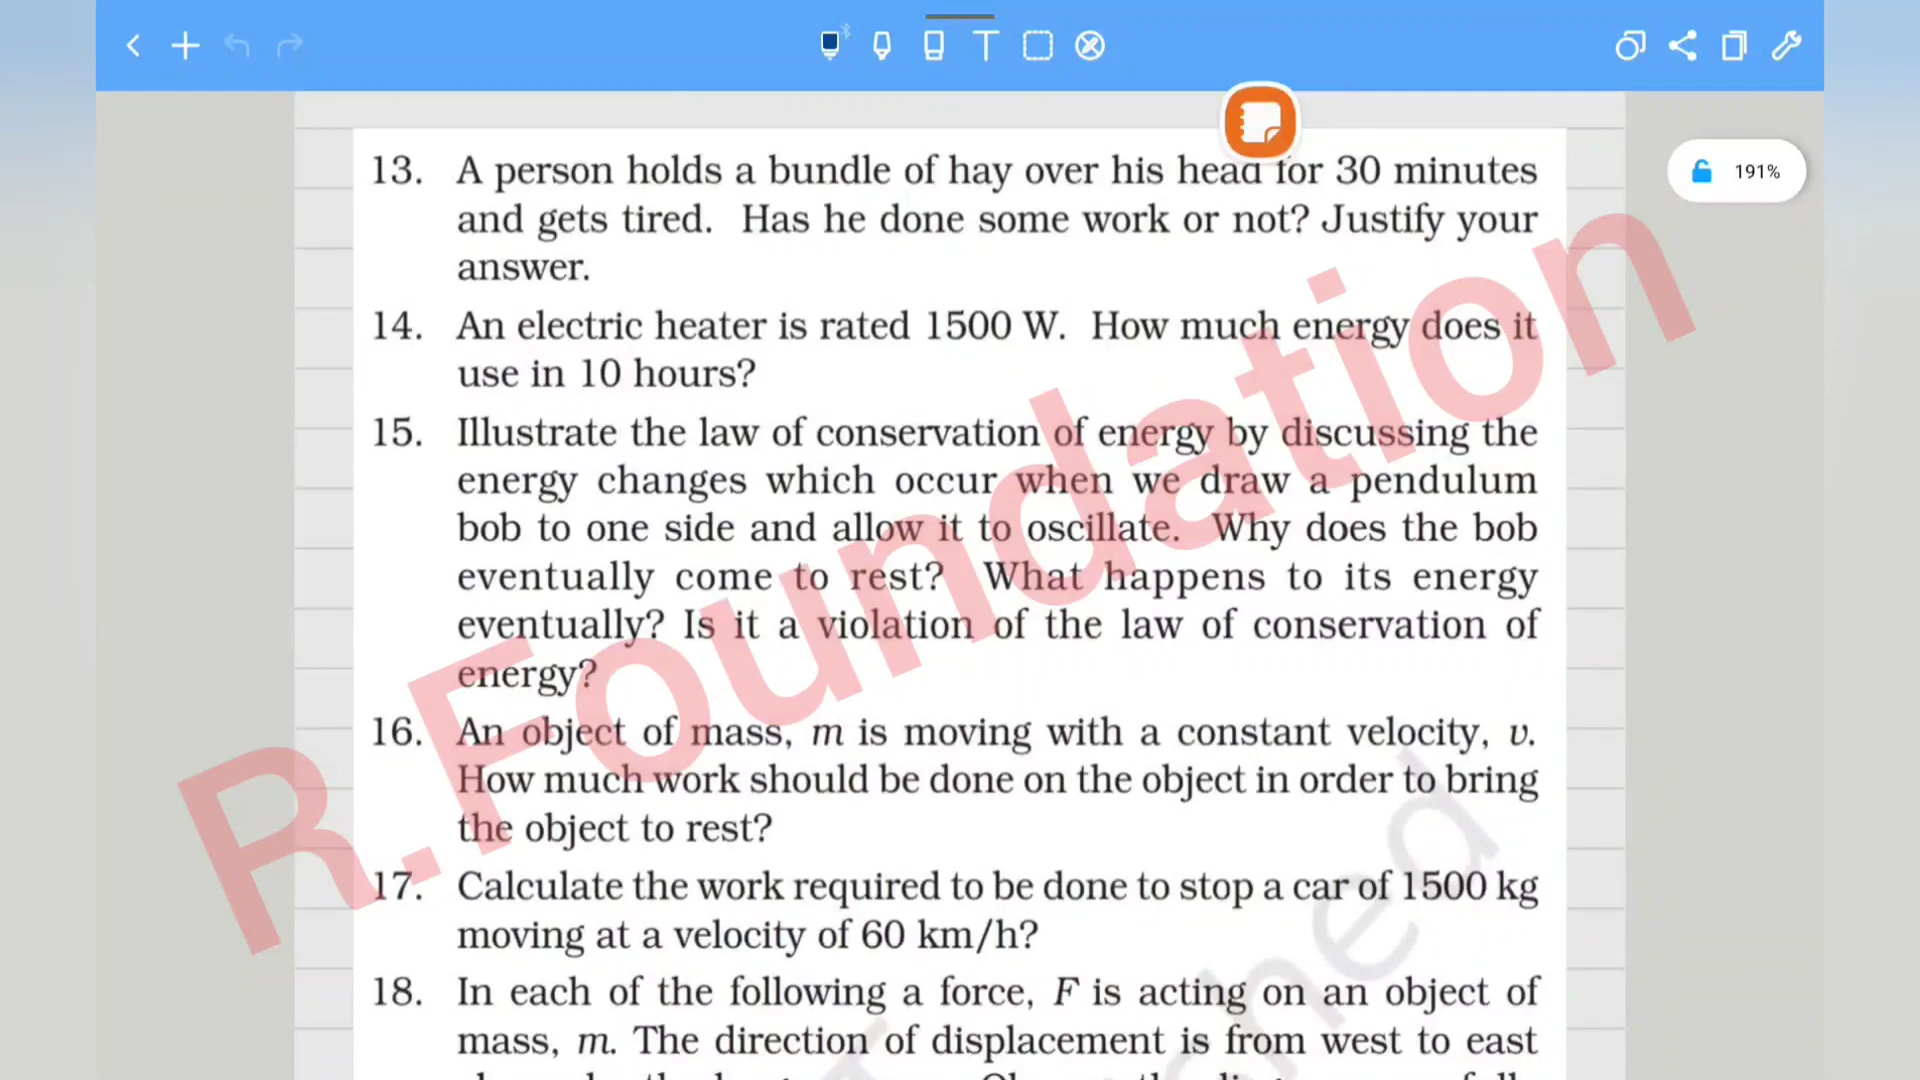 191%
13. A person holds a bundle of hay over his head for 30 minutes
and gets tired. Has he done some work or not? Justify your
answer.
14. An electric heater is rated 1500 W. How much energy does it
use in 10 hours?
15. Illustrate the law of conservation of energy by discussing the
energy changes which occur when we draw a pendulum
bob to one side and allow it to oscillate. Why does the bob
eventually come to rest? What happens to its energy
eventually? Is it a violation of the law of conservation of
energy?
16. An object of mass, m is moving with a constant velocity, v.
How much work should be done on the object in order to bring
the object to rest?
17. Calculate the work required to be done to stop a car of 1500 kg
moving at a velocity of 60 km/h?
18. In each of the following a force, F is acting on an object of
mass, m. The direction of displacement is from west to east
R.Foundation